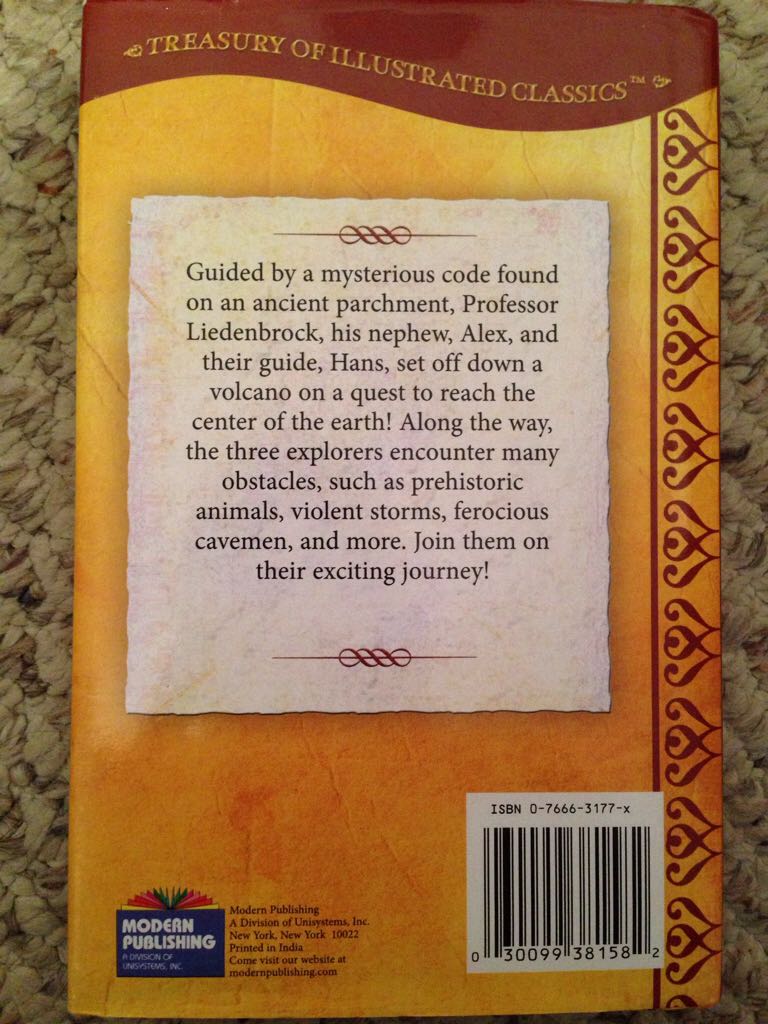 TREASURY OF ILLUSTRATED CLASSICS™
Guided by a mysterious code found
on an ancient parchment, Professor
Liedenbrock, his nephew, Alex, and
their guide, Hans, set off down a
volcano on a quest to reach the
center of the earth! Along the way,
the three explorers encounter many
obstacles, such as prehistoric
animals, violent storms, ferocious
cavemen, and more. Join them on
their exciting journey!
ISBN 0-7666-3177-x
0 30099 38158 2
MODERN
PUBLISHING
A DIVISION OF
UNISYSTEMS, INC.
Modern Publishing
A Division of Unisystems, Inc.
New York, New York 10022
Printed in India
Come visit our website at
modernpublishing.com